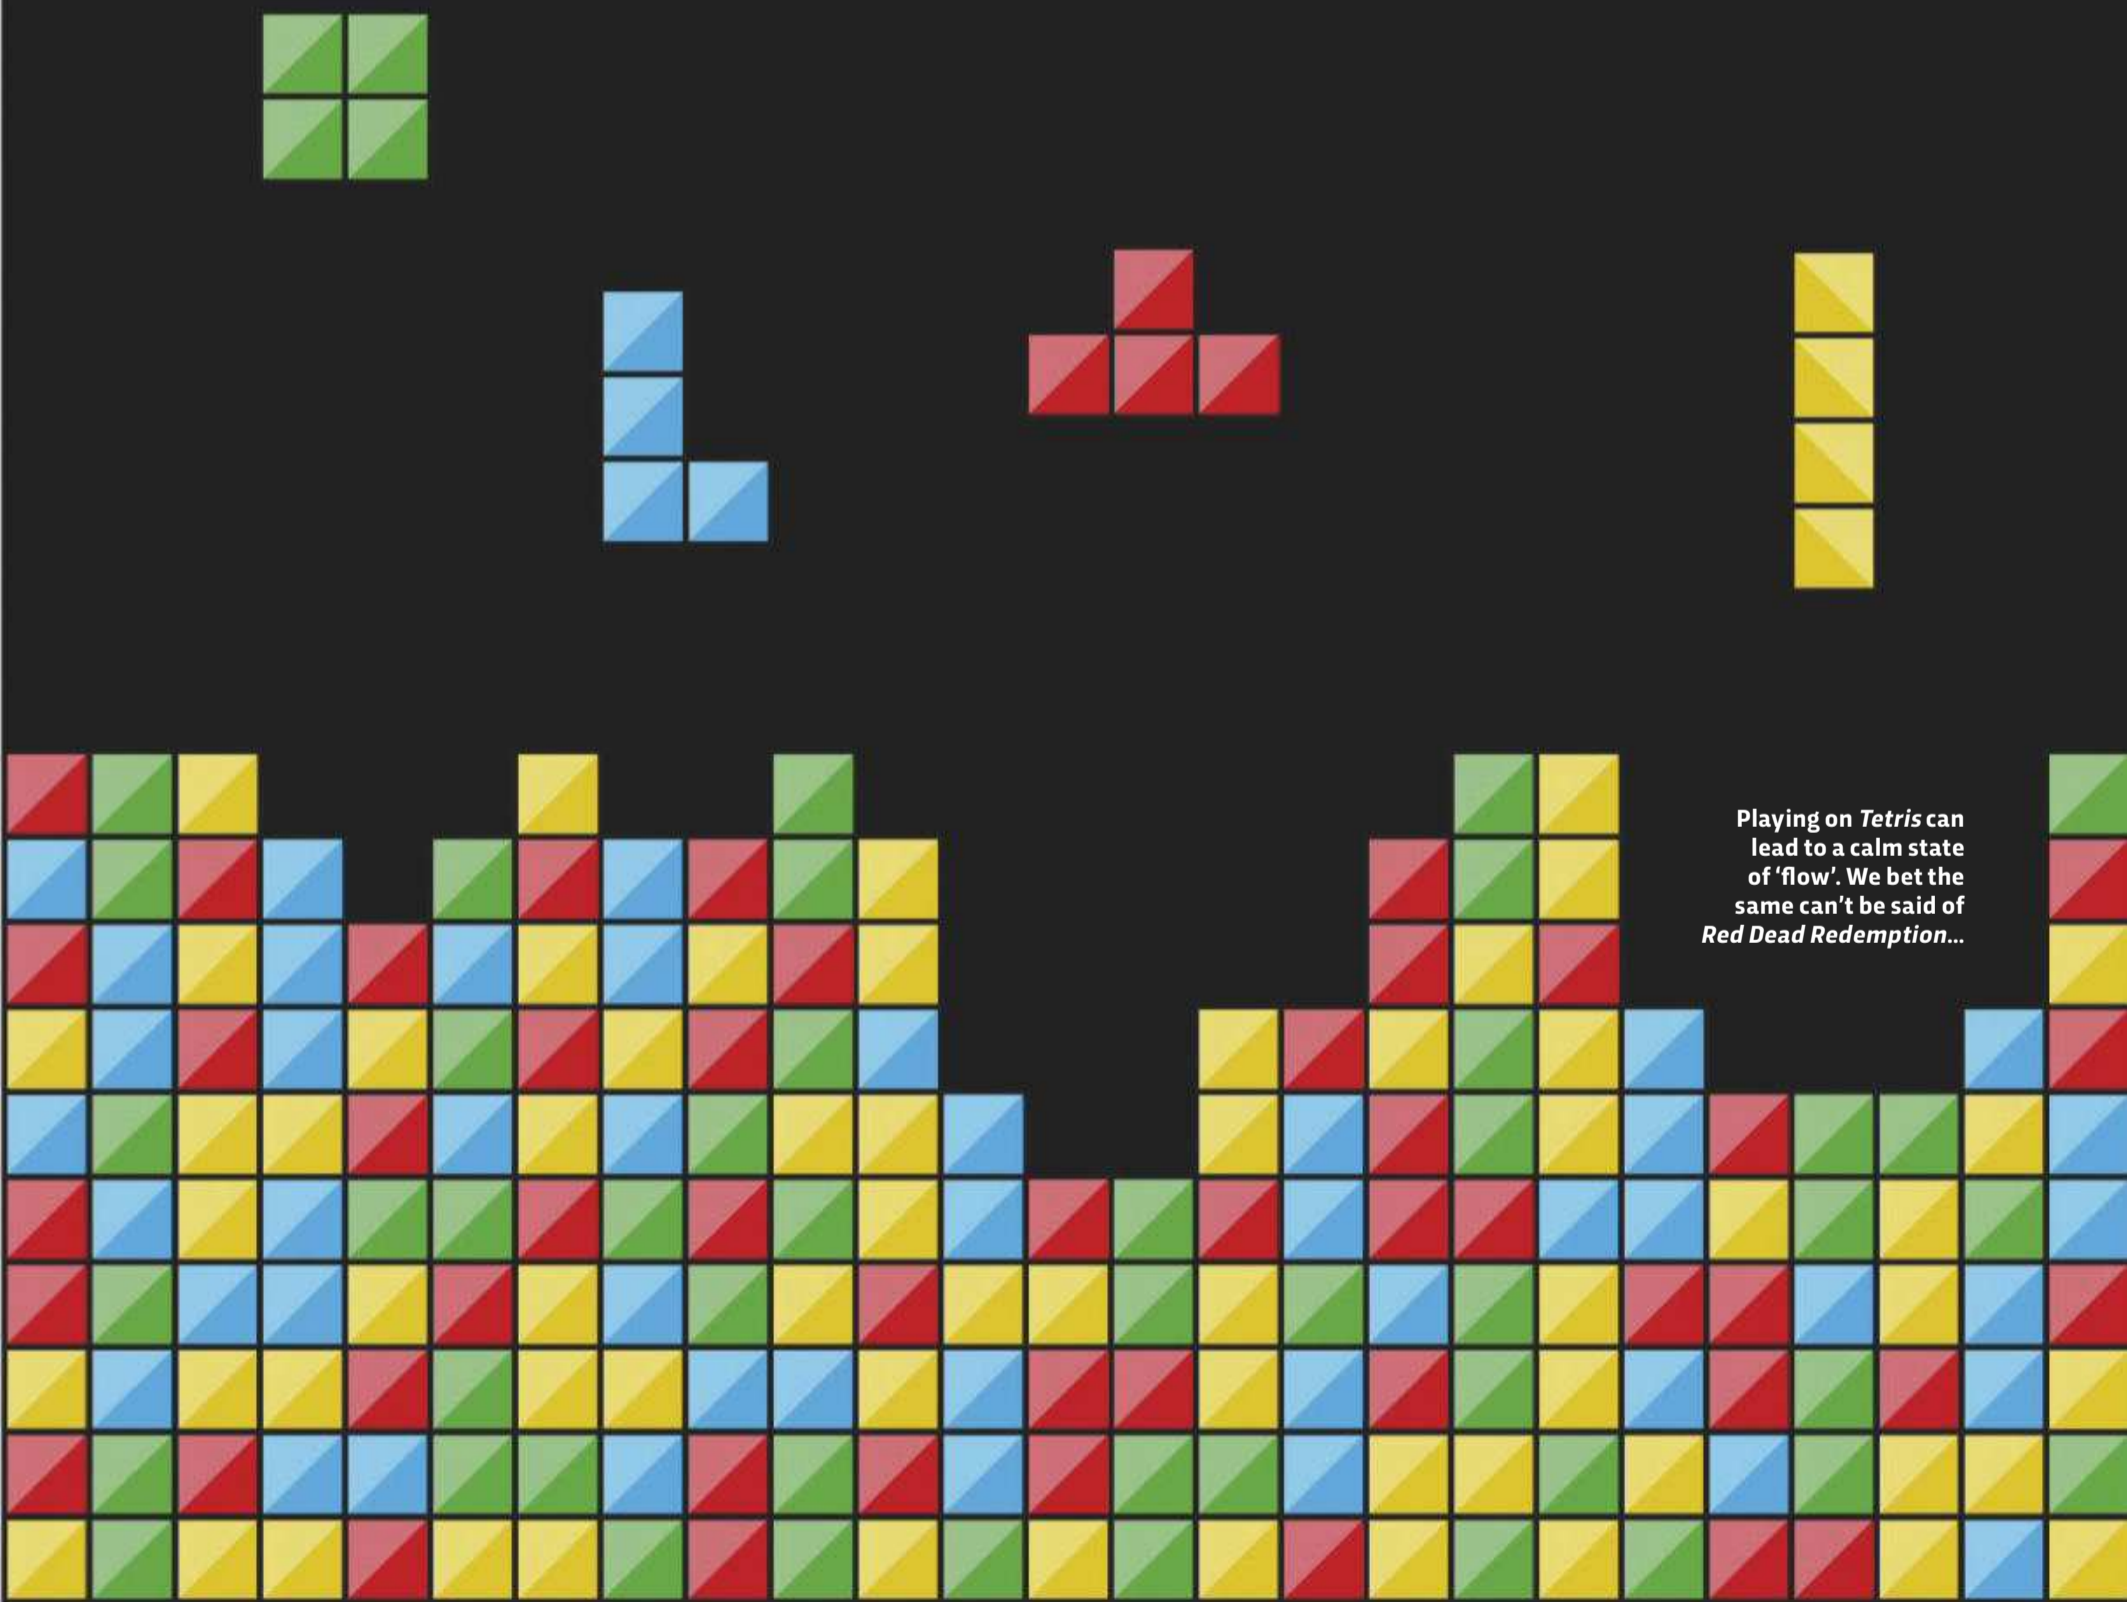 Playing on Tetris can
lead to a calm state
of ‘flow’. We bet the
same can’t be said of
Red Dead Redemption...